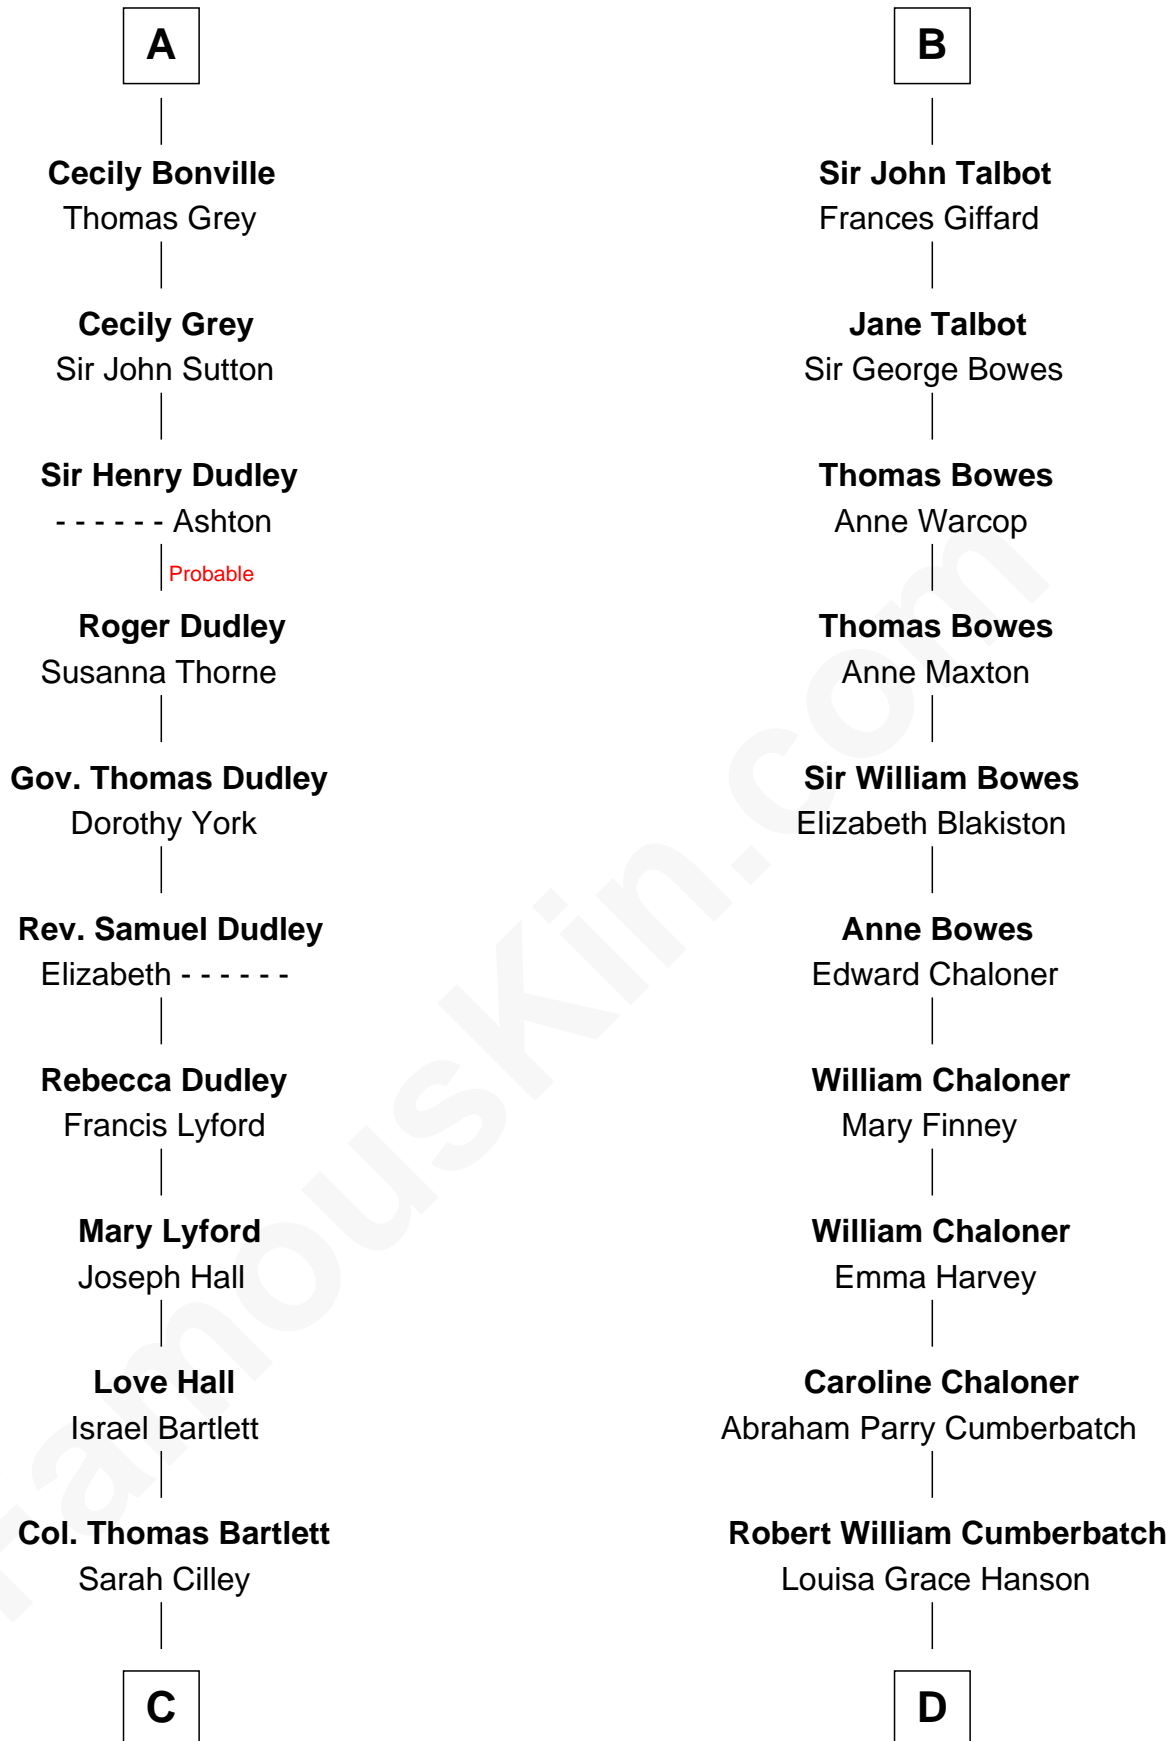 A
Cecily Bonville
Thomas Grey
Cecily Grey
Sir John Sutton
Sir Henry Dudley
- - - - - - Ashton
Probable
Roger Dudley
Susanna Thorne
Gov. Thomas Dudley
Dorothy York
Rev. Samuel Dudley
Elizabeth - - - - - -
Rebecca Dudley
Francis Lyford
Mary Lyford
Joseph Hall
Love Hall
Israel Bartlett
Col. Thomas Bartlett
Sarah Cilley
C
B
Sir John Talbot
Frances Giffard
Jane Talbot
Sir George Bowes
Thomas Bowes
Anne Warcop
Thomas Bowes
Anne Maxton
Sir William Bowes
Elizabeth Blakiston
Anne Bowes
Edward Chaloner
William Chaloner
Mary Finney
William Chaloner
Emma Harvey
Caroline Chaloner
Abraham Parry Cumberbatch
Robert William Cumberbatch
Louisa Grace Hanson
D
FamousKin.com